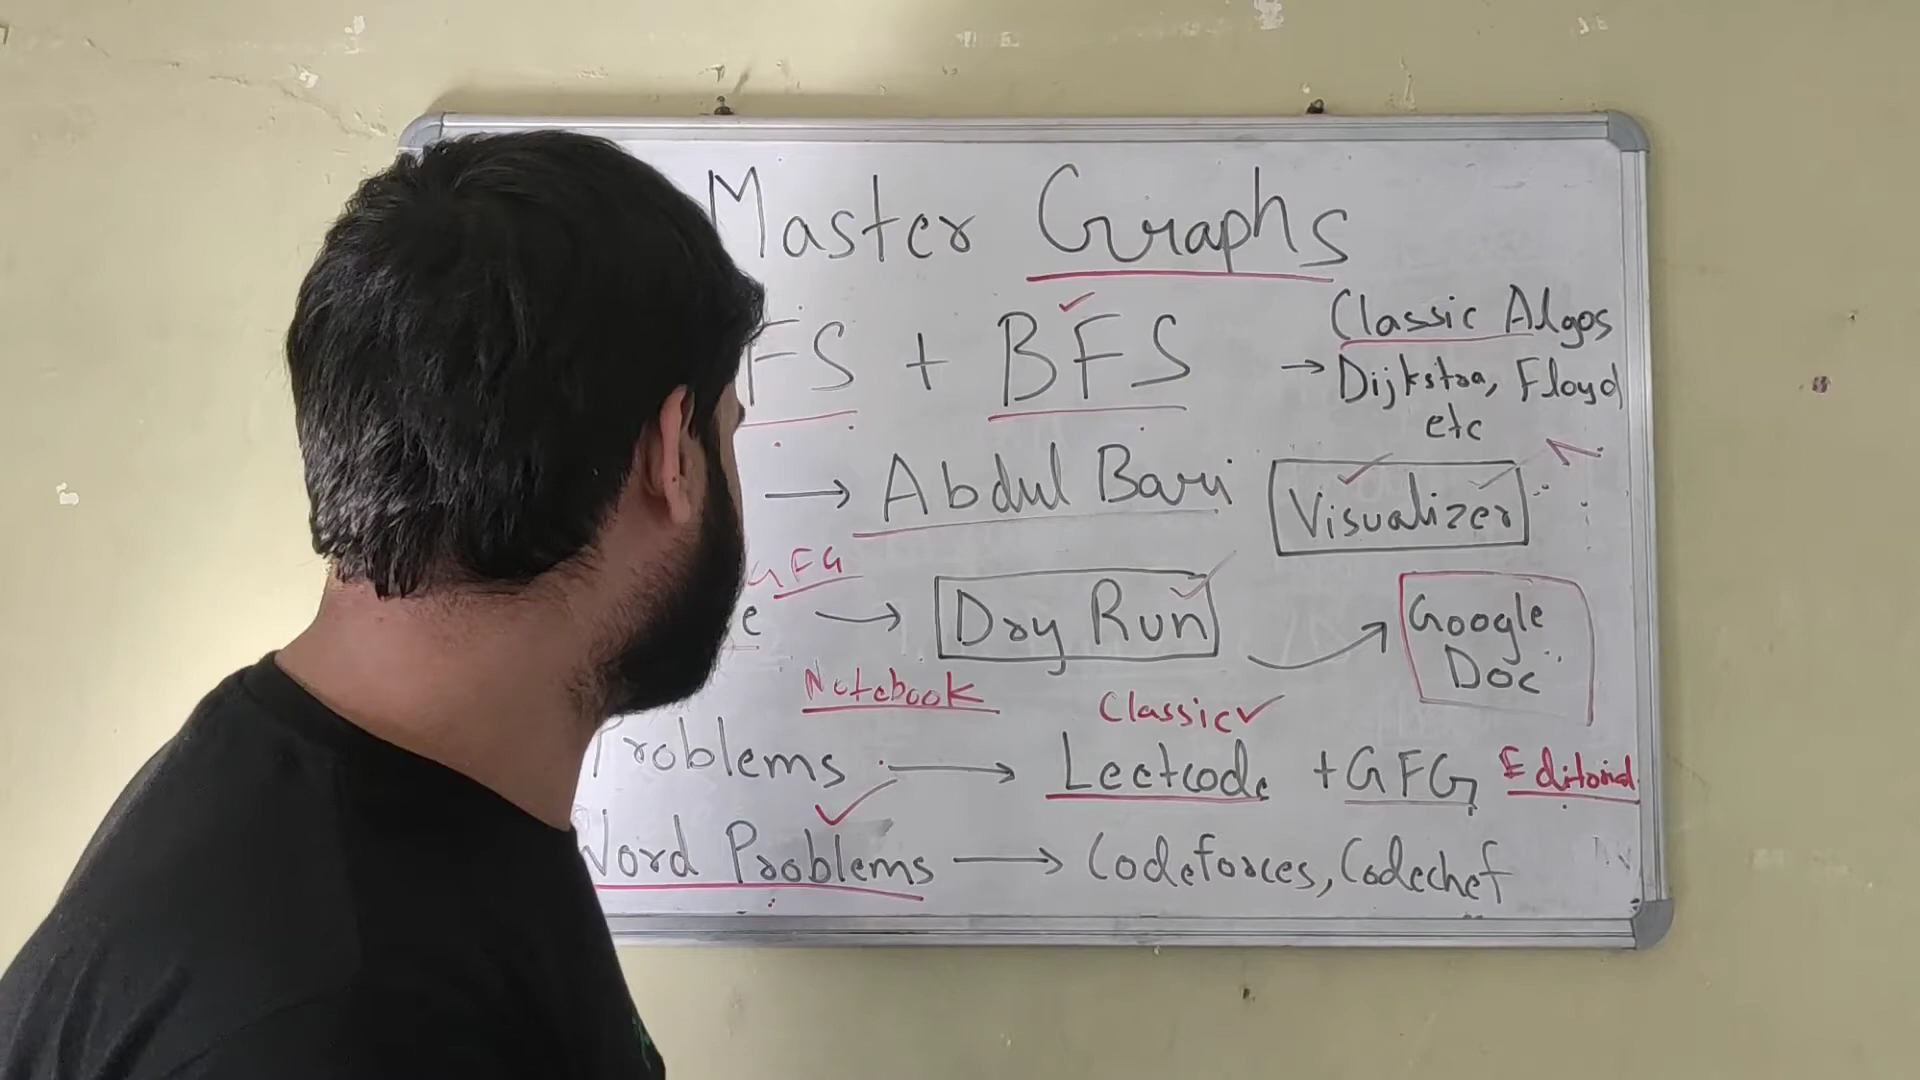 Master Graphs
FS + BFS
Classic Algos
→ Dijkstra, Floyd
etc
→ Abdul Bari
Visualizer
GFG
e → Dry Run
Google
Doc
Notebook
Classic
Problems → Leetcode + GFG Editorial
Word Problems → Codeforces, Codechef